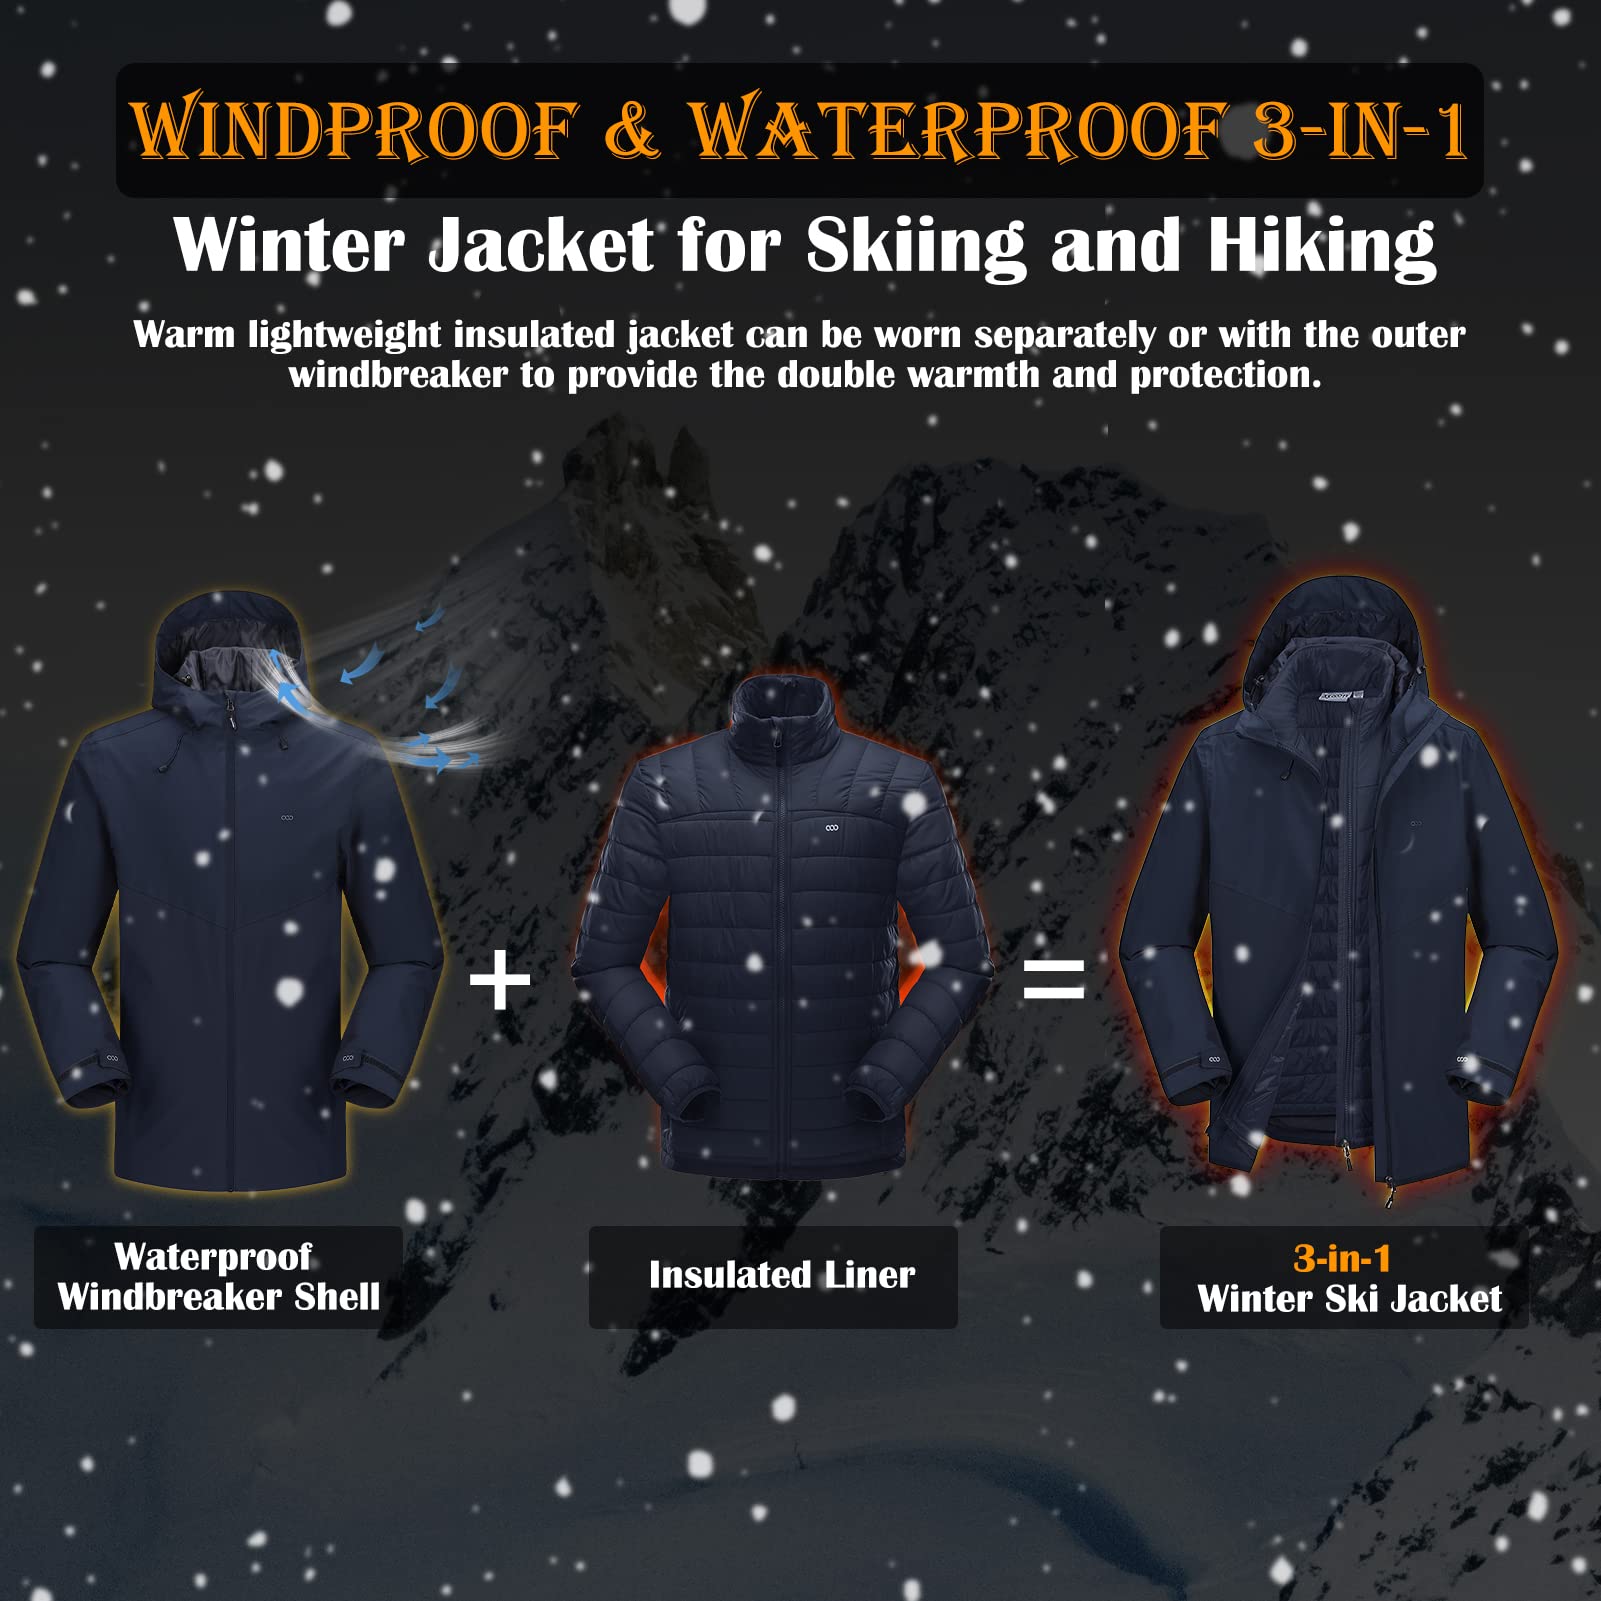 WINDPROOF & WATERPROOF 3-IN-1
Winter Jacket for Skiing and Hiking
Warm lightweight insulated jacket can be worn separately or with the outer
windbreaker to provide the double warmth and protection.
Waterproof
Windbreaker Shell
+
Insulated Liner
=
3-in-1
Winter Ski Jacket